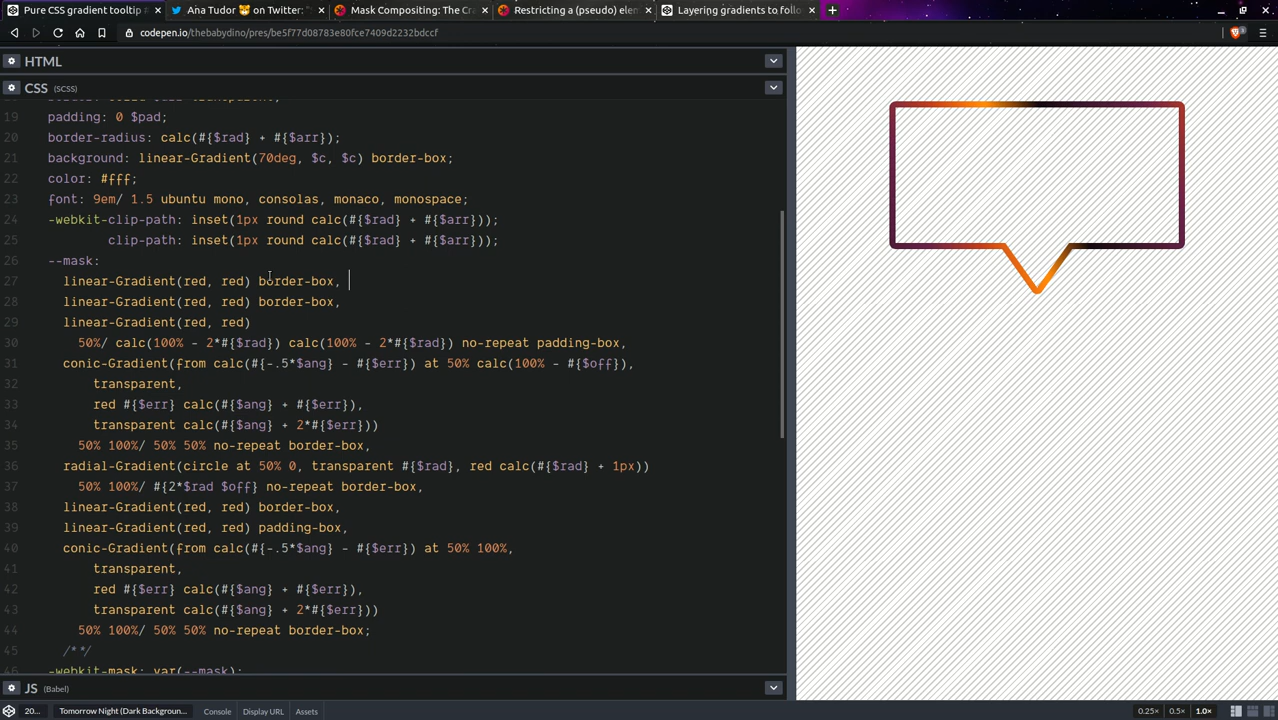 Pure CSS gradient tooltip #
Ana Tudor 🐯 on Twitter: "
Mask Compositing: The Cra
Restricting a (pseudo) elem
Layering gradients to follo
codepen.io/thebabydino/pres/be5f77d08783e80fce7409d2232bdccf
HTML
CSS (SCSS)
19 padding: 0 $pad;
20 border-radius: calc(#{$rad} + #{$arr});
21 background: linear-Gradient(70deg, $c, $c) border-box;
22 color: #fff;
23 font: 9em/ 1.5 ubuntu mono, consolas, monaco, monospace;
24 -webkit-clip-path: inset(1px round calc(#{$rad} + #{$arr}));
25 clip-path: inset(1px round calc(#{$rad} + #{$arr}));
26 --mask:
27 linear-Gradient(red, red) border-box,
28 linear-Gradient(red, red) border-box,
29 linear-Gradient(red, red)
30 50%/ calc(100% - 2*#{$rad}) calc(100% - 2*#{$rad}) no-repeat padding-box,
31 conic-Gradient(from calc(#{-.5*$ang} - #{$err}) at 50% calc(100% - #{$off}),
32 transparent,
33 red #{$err} calc(#{$ang} + #{$err}),
34 transparent calc(#{$ang} + 2*#{$err}))
35 50% 100%/ 50% 50% no-repeat border-box,
36 radial-Gradient(circle at 50% 0, transparent #{$rad}, red calc(#{$rad} + 1px))
37 50% 100%/ #{2*$rad $off} no-repeat border-box,
38 linear-Gradient(red, red) border-box,
39 linear-Gradient(red, red) padding-box,
40 conic-Gradient(from calc(#{-.5*$ang} - #{$err}) at 50% 100%,
41 transparent,
42 red #{$err} calc(#{$ang} + #{$err}),
43 transparent calc(#{$ang} + 2*#{$err}))
44 50% 100%/ 50% 50% no-repeat border-box;
45 /**/
46 -webkit-mask: var(--mask);
JS (Babel)
20... Tomorrow Night (Dark Backgroun... Console Display URL Assets 0.25× 0.5× 1.0×